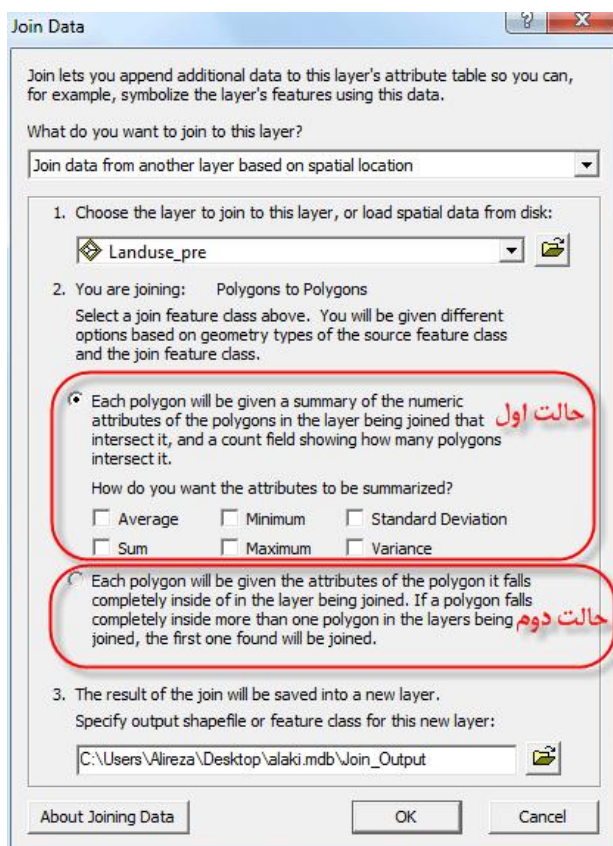 Join Data
Join lets you append additional data to this layer's attribute table so you can,
for example, symbolize the layer's features using this data.
What do you want to join to this layer?
Join data from another layer based on spatial location
1. Choose the layer to join to this layer, or load spatial data from disk:
Landuse_pre
2. You are joining: Polygons to Polygons
Select a join feature class above. You will be given different
options based on geometry types of the source feature class
and the join feature class.
Each polygon will be given a summary of the numeric
attributes of the polygons in the layer being joined that
intersect it, and a count field showing how many polygons
intersect it.
حالت اول
How do you want the attributes to be summarized?
Average Minimum Standard Deviation
Sum Maximum Variance
Each polygon will be given the attributes of the polygon it falls
completely inside of in the layer being joined. If a polygon falls
completely inside more than one polygon in the layers being
joined, the first one found will be joined.
حالت دوم
3. The result of the join will be saved into a new layer.
Specify output shapefile or feature class for this new layer:
C:\Users\Alireza\Desktop\alaki.mdb\Join_Output
About Joining Data OK Cancel